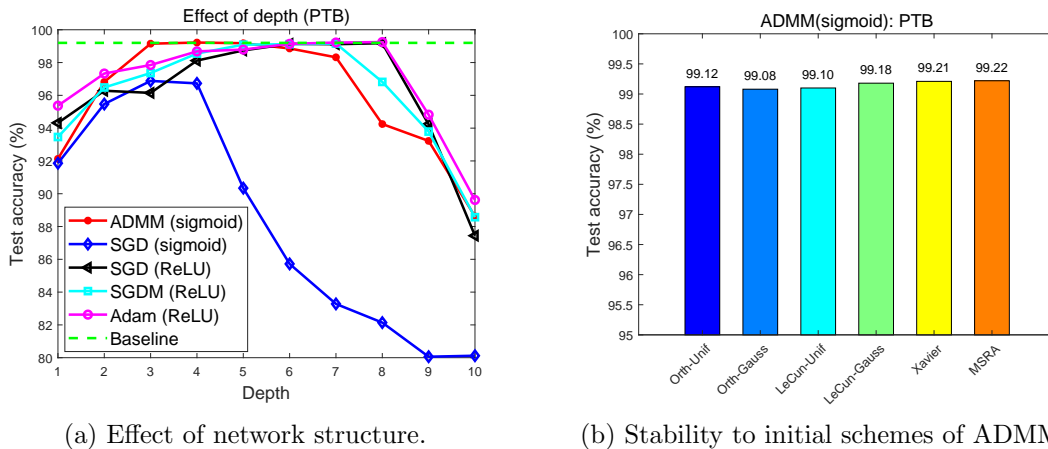 Effect of depth (PTB)
100
98
96
94
92
90
88
86
84
82
80
Test accuracy (%)
ADMM (sigmoid)
SGD (sigmoid)
SGD (ReLU)
SGDM (ReLU)
Adam (ReLU)
Baseline
1 2 3 4 5 6 7 8 9 10
Depth
(a) Effect of network structure.
ADMM(sigmoid): PTB
100
99.5
99
98.5
98
97.5
97
96.5
96
95.5
95
Test accuracy (%)
99.12 99.08 99.10 99.18 99.21 99.22
Orth-Unif
Orth-Gauss
LeCun-Unif
LeCun-Gauss
Xavier
MSRA
(b) Stability to initial schemes of ADMM